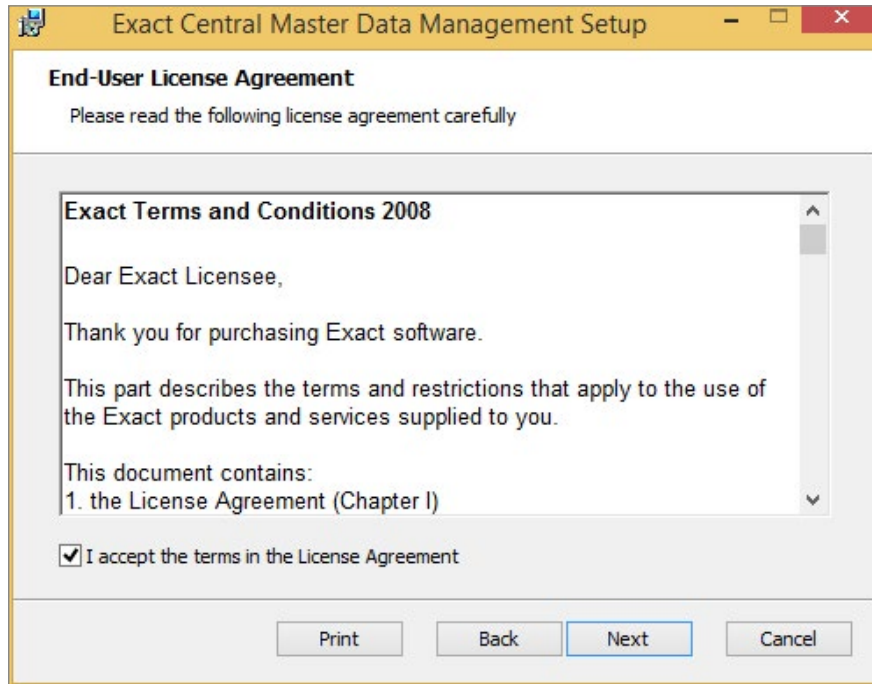 Exact Central Master Data Management Setup
End-User License Agreement
Please read the following license agreement carefully
Exact Terms and Conditions 2008
Dear Exact Licensee,
Thank you for purchasing Exact software.
This part describes the terms and restrictions that apply to the use of
the Exact products and services supplied to you.
This document contains:
1. the License Agreement (Chapter I)
I accept the terms in the License Agreement
Print Back Next Cancel